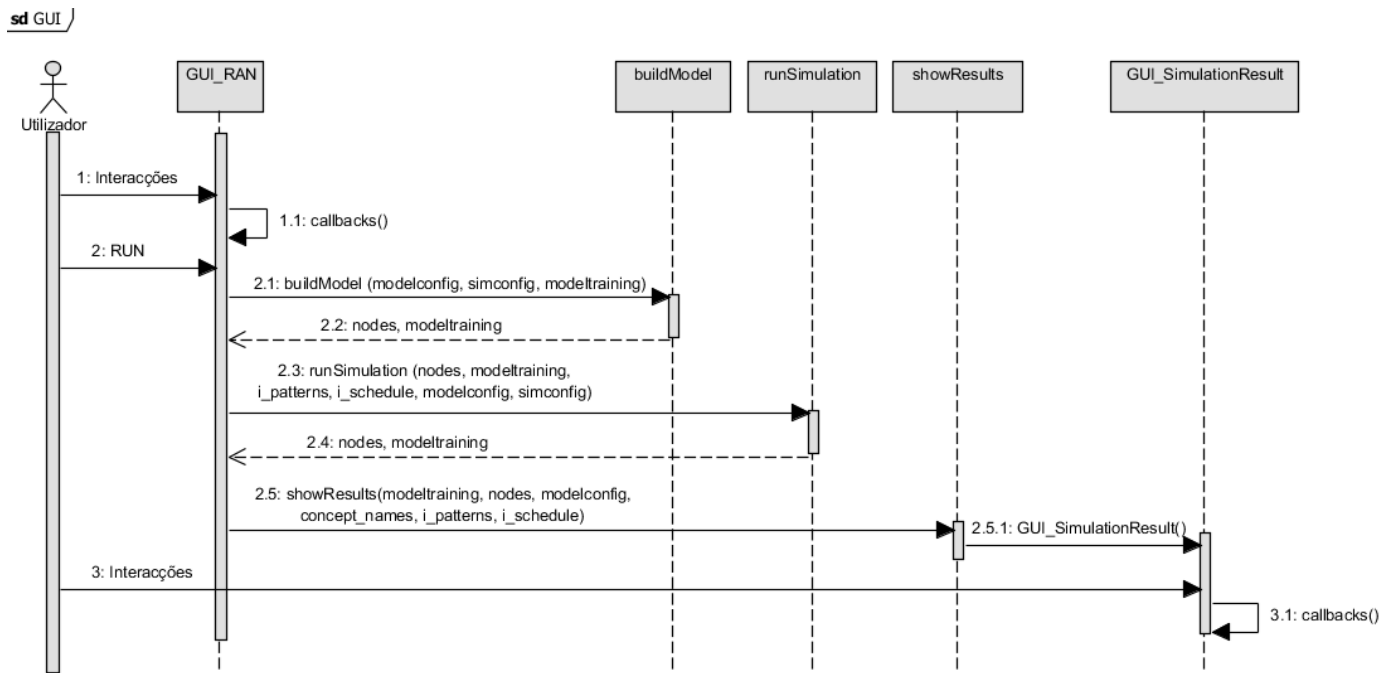 sd GUI
GUI_RAN
buildModel
runSimulation
showResults
GUI_SimulationResult
Utilizador
1: Interacções
1.1: callbacks()
2: RUN
2.1: buildModel (modelconfig, simconfig, modeltraining)
2.2: nodes, modeltraining
2.3: runSimulation (nodes, modeltraining,
i_patterns, i_schedule, modelconfig, simconfig)
2.4: nodes, modeltraining
2.5: showResults(modeltraining, nodes, modelconfig,
concept_names, i_patterns, i_schedule)
2.5.1: GUI_SimulationResult()
3: Interacções
3.1: callbacks()